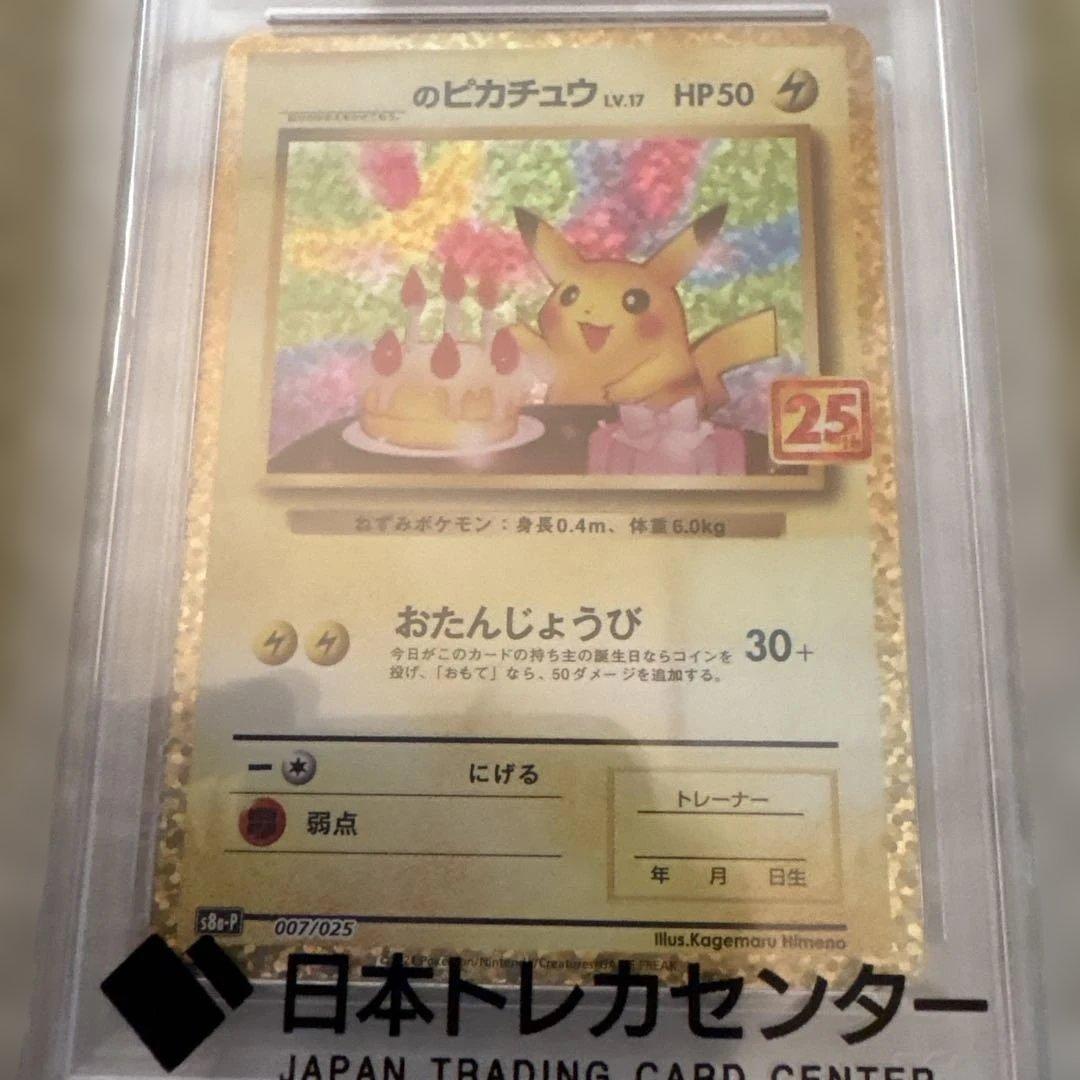 のピカチュウ LV.17 HP50
25th
ねずみポケモン：身長0.4m、体重6.0kg
おたんじょうび
今日がこのカードの持ち主の誕生日ならコインを
投げ、「おもて」なら、50ダメージを追加する。
30+
にげる
弱点
トレーナー
年 月 日生
s8a-P 007/025
Illus.Kagemaru Himeno
Pokémon/Nintendo/Creatures/GAME FREAK
日本トレカセンター
JAPAN TRADING CARD CENTER